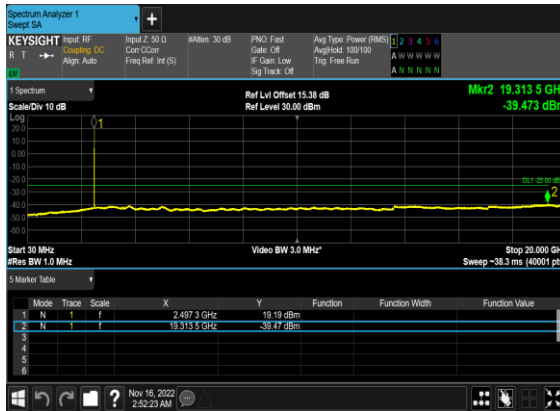 Spectrum Analyzer 1
Swept SA
KEYSIGHT
R T
Input: RF
Coupling: DC
Align: Auto
Input Z: 50 Ω
Corr CCorr
Freq Ref: Int (S)
#Atten: 30 dB
PNO: Fast
Gate: Off
IF Gain: Low
Sig Track: Off
Avg Type: Power (RMS)
Avg|Hold: 100/100
Trig: Free Run
1 2 3 4 5 6
A W W W W W
A N N N N N
1 Spectrum
Scale/Div 10 dB
Ref Lvl Offset 15.38 dB
Ref Level 30.00 dBm
Mkr2 19.313 5 GH
-39.473 dBr
Log
20.0
10.0
0.00
-10.0
-20.0
-30.0
-40.0
-50.0
-60.0
1
DL1 -25.00 dB
2
Start 30 MHz
#Res BW 1.0 MHz
Video BW 3.0 MHz*
Stop 20.000 GH
Sweep ~38.3 ms (40001 pts
5 Marker Table
Mode Trace Scale X Y Function Function Width Function Value
1 N 1 f 2.497 3 GHz 19.19 dBm
2 N 1 f 19.313 5 GHz -39.47 dBm
3
4
5
6
?
Nov 16, 2022
2:52:23 AM